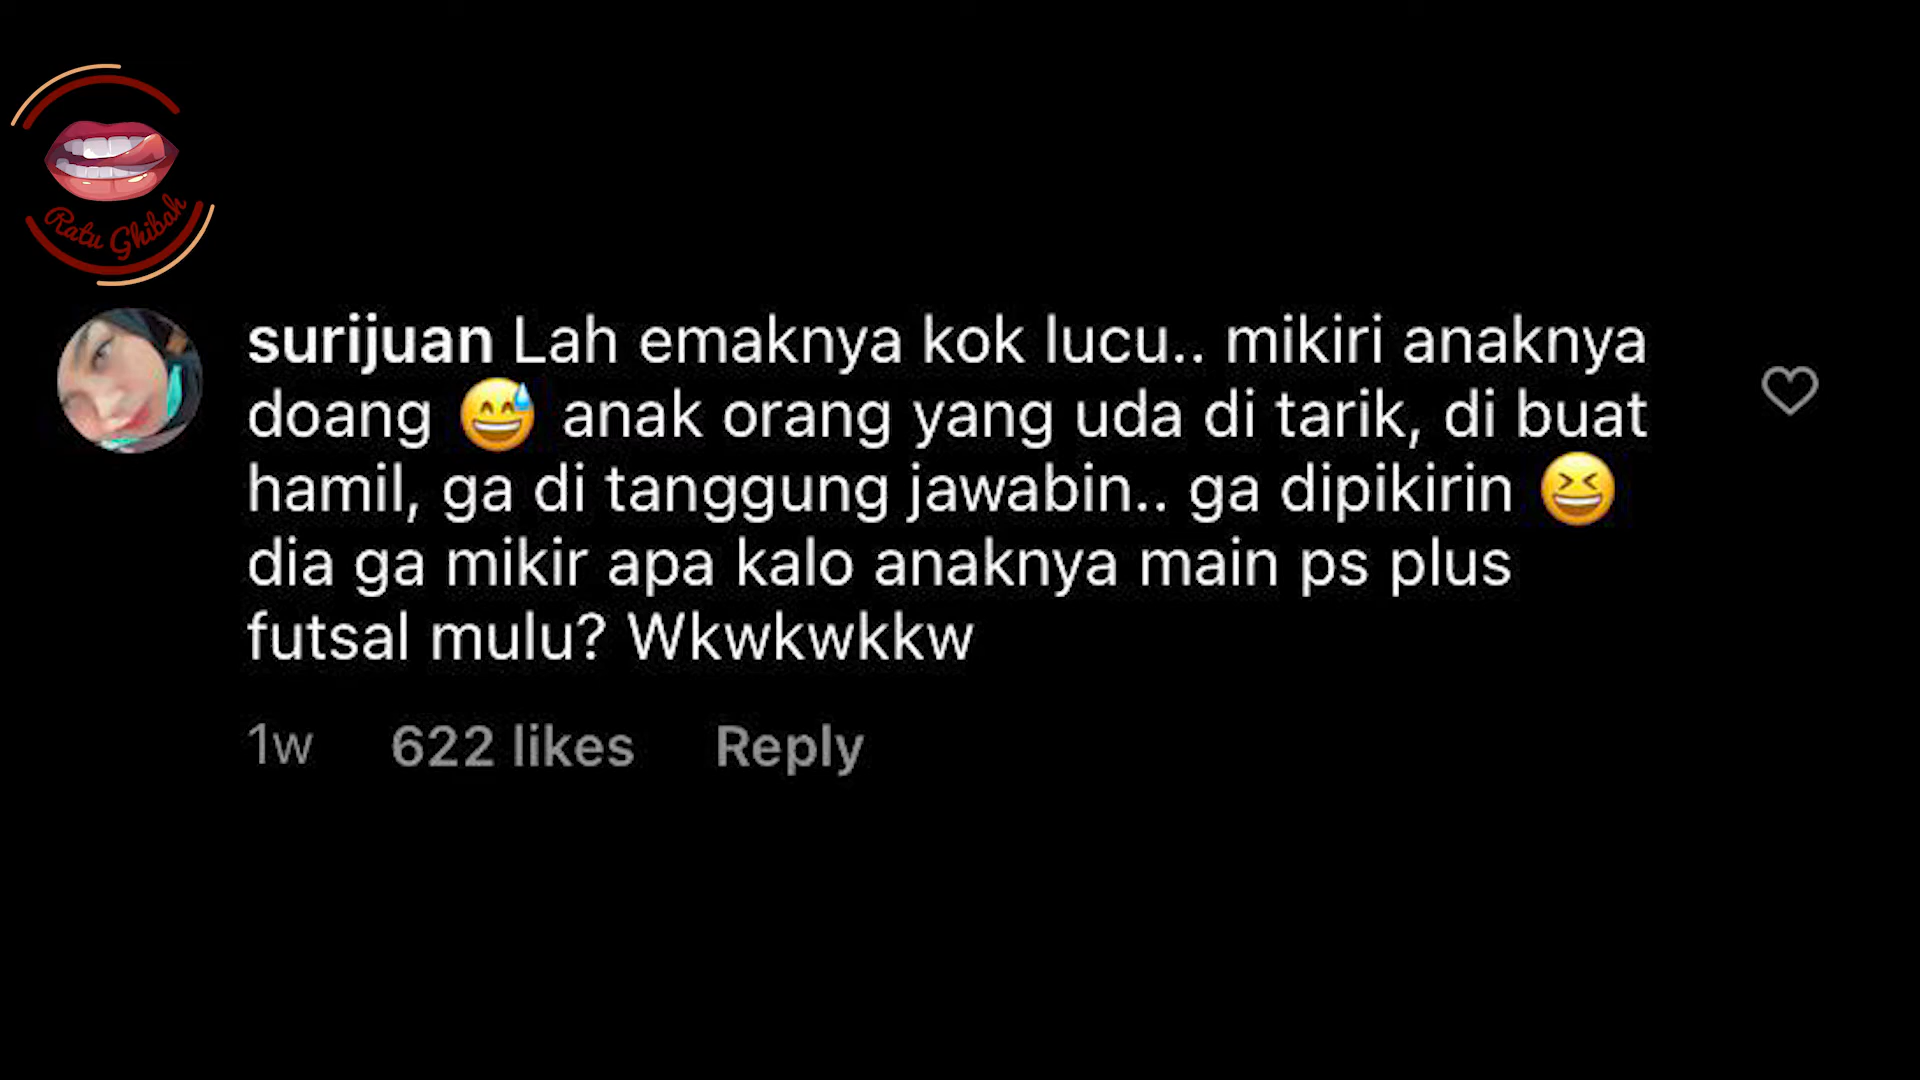 Ratu Ghibah
surijuan Lah emaknya kok lucu.. mikiri anaknya
doang 😅 anak orang yang uda di tarik, di buat
hamil, ga di tanggung jawabin.. ga dipikirin 😆
dia ga mikir apa kalo anaknya main ps plus
futsal mulu? Wkwkwkkw
1w 622 likes Reply